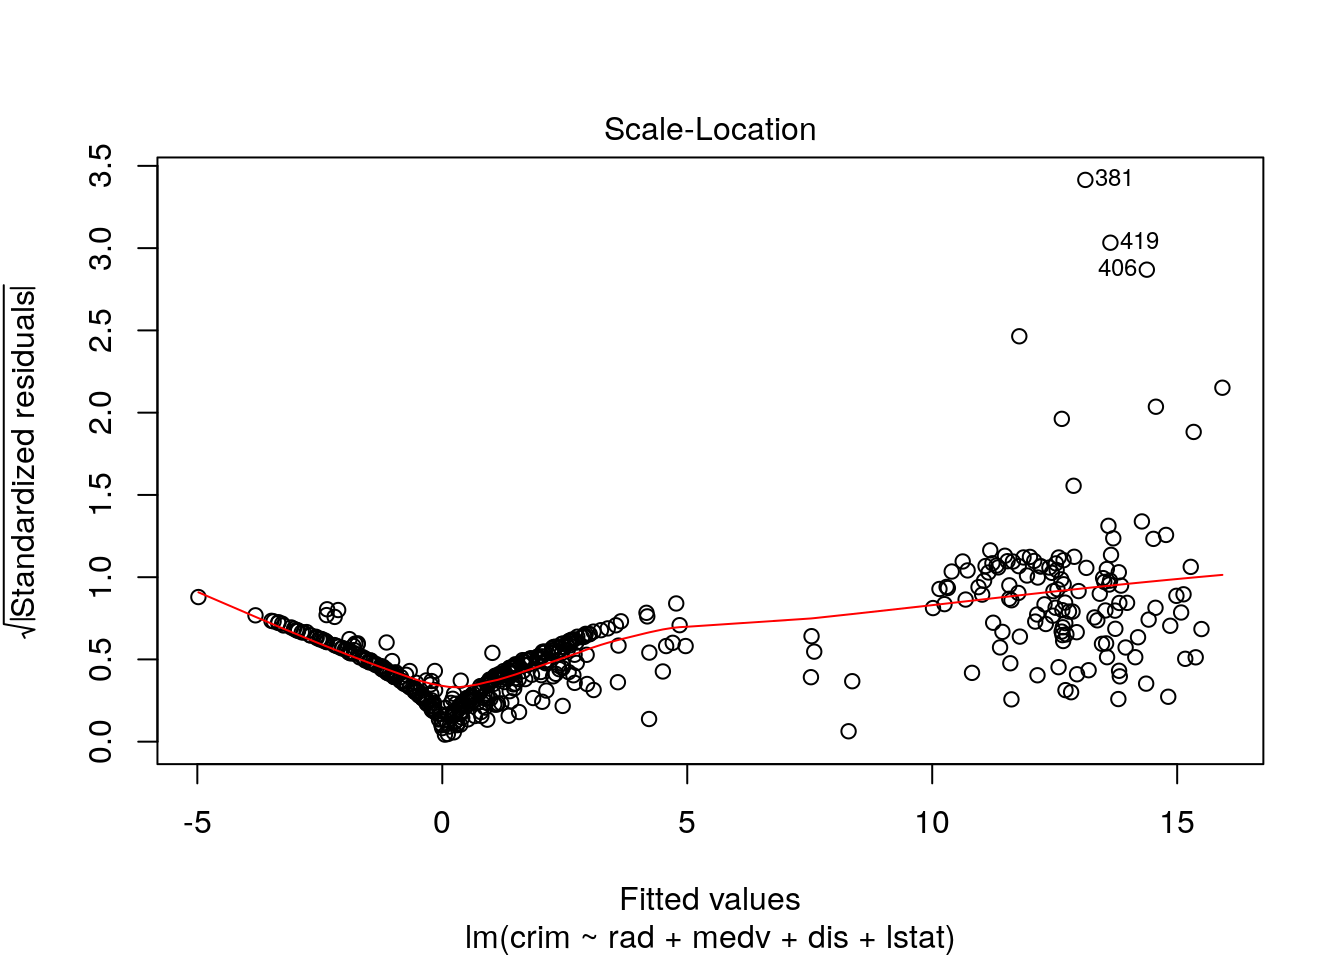 Scale-Location
√|Standardized residuals|
3.5
3.0
2.5
2.0
1.5
1.0
0.5
0.0
381
419
406
-5 0 5 10 15
Fitted values
lm(crim ~ rad + medv + dis + lstat)